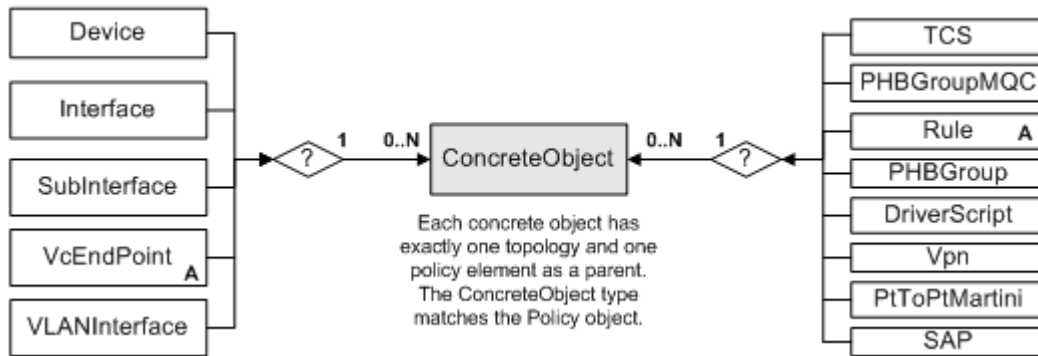 Device
Interface
SubInterface
VcEndPoint
A
VLANInterface
?
1
0..N
ConcreteObject
Each concrete object has
exactly one topology and one
policy element as a parent.
The ConcreteObject type
matches the Policy object.
0..N
1
?
TCS
PHBGroupMQC
Rule
A
PHBGroup
DriverScript
Vpn
PtToPtMartini
SAP